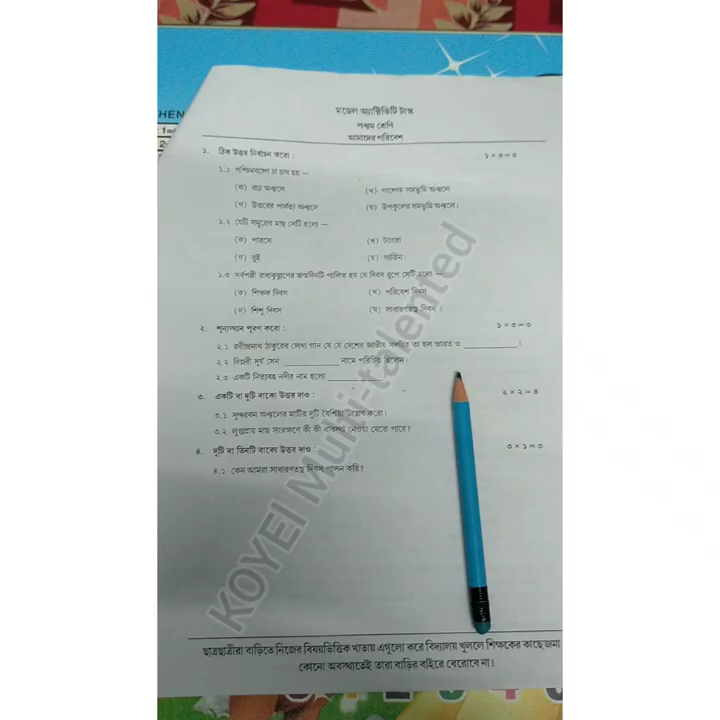 HEN
মডেল অ্যাক্টিভিটি টাস্ক
পঞ্চম শ্রেণি
আমাদের পরিবেশ
১. ঠিক উত্তর নির্বাচন করো : ১ × ৩ = ৩
১.১ পশ্চিমবঙ্গে চা চাষ হয় —
(ক) রাঢ় অঞ্চলে (খ) গাঙ্গেয় সমভূমি অঞ্চলে
(গ) উত্তরের পার্বত্য অঞ্চলে (ঘ) উপকূলের সমভূমি অঞ্চলে।
১.২ যেটি সমুদ্রের মাছ সেটি হলো —
(ক) পারসে (খ) ট্যাংরা
(গ) রুই (ঘ) সার্ডিন।
১.৩ সর্বপল্লী রাধাকৃষ্ণাণের জন্মদিনটি পালিত হয় যে দিবস রূপে সেটি হলো —
(ক) শিক্ষক দিবস (খ) পরিবেশ দিবস
(গ) শিশু দিবস (ঘ) সাধারণতন্ত্র দিবস ।
২. শূন্যস্থান পূরণ করো : ১ × ৩ = ৩
২.১ রবীন্দ্রনাথ ঠাকুরের লেখা গান যে যে দেশের জাতীয় সঙ্গীত তা হল ভারত ও __________ ।
২.২ বিপ্লবী সূর্য সেন __________ নামে পরিচিত ছিলেন।
২.৩ একটি নিত্যবহ নদীর নাম হলো __________
৩. একটি বা দুটি বাক্যে উত্তর দাও : ২ × ২ = ৪
৩.১ সুন্দরবন অঞ্চলের মাটির দুটি বৈশিষ্ট্য উল্লেখ করো।
৩.২ লুপ্তপ্রায় মাছ সংরক্ষণে কী কী ব্যবস্থা নেওয়া যেতে পারে?
৪. দুটি বা তিনটি বাক্যে উত্তর দাও : ৩ × ১ = ৩
৪.১ কেন আমরা সাধারণতন্ত্র দিবস পালন করি?
KOYEI Multi-talented
ছাত্রছাত্রীরা বাড়িতে নিজের বিষয়ভিত্তিক খাতায় এগুলো করে বিদ্যালয় খুললে শিক্ষকের কাছে জমা
কোনো অবস্থাতেই তারা বাড়ির বাইরে বেরোবে না।